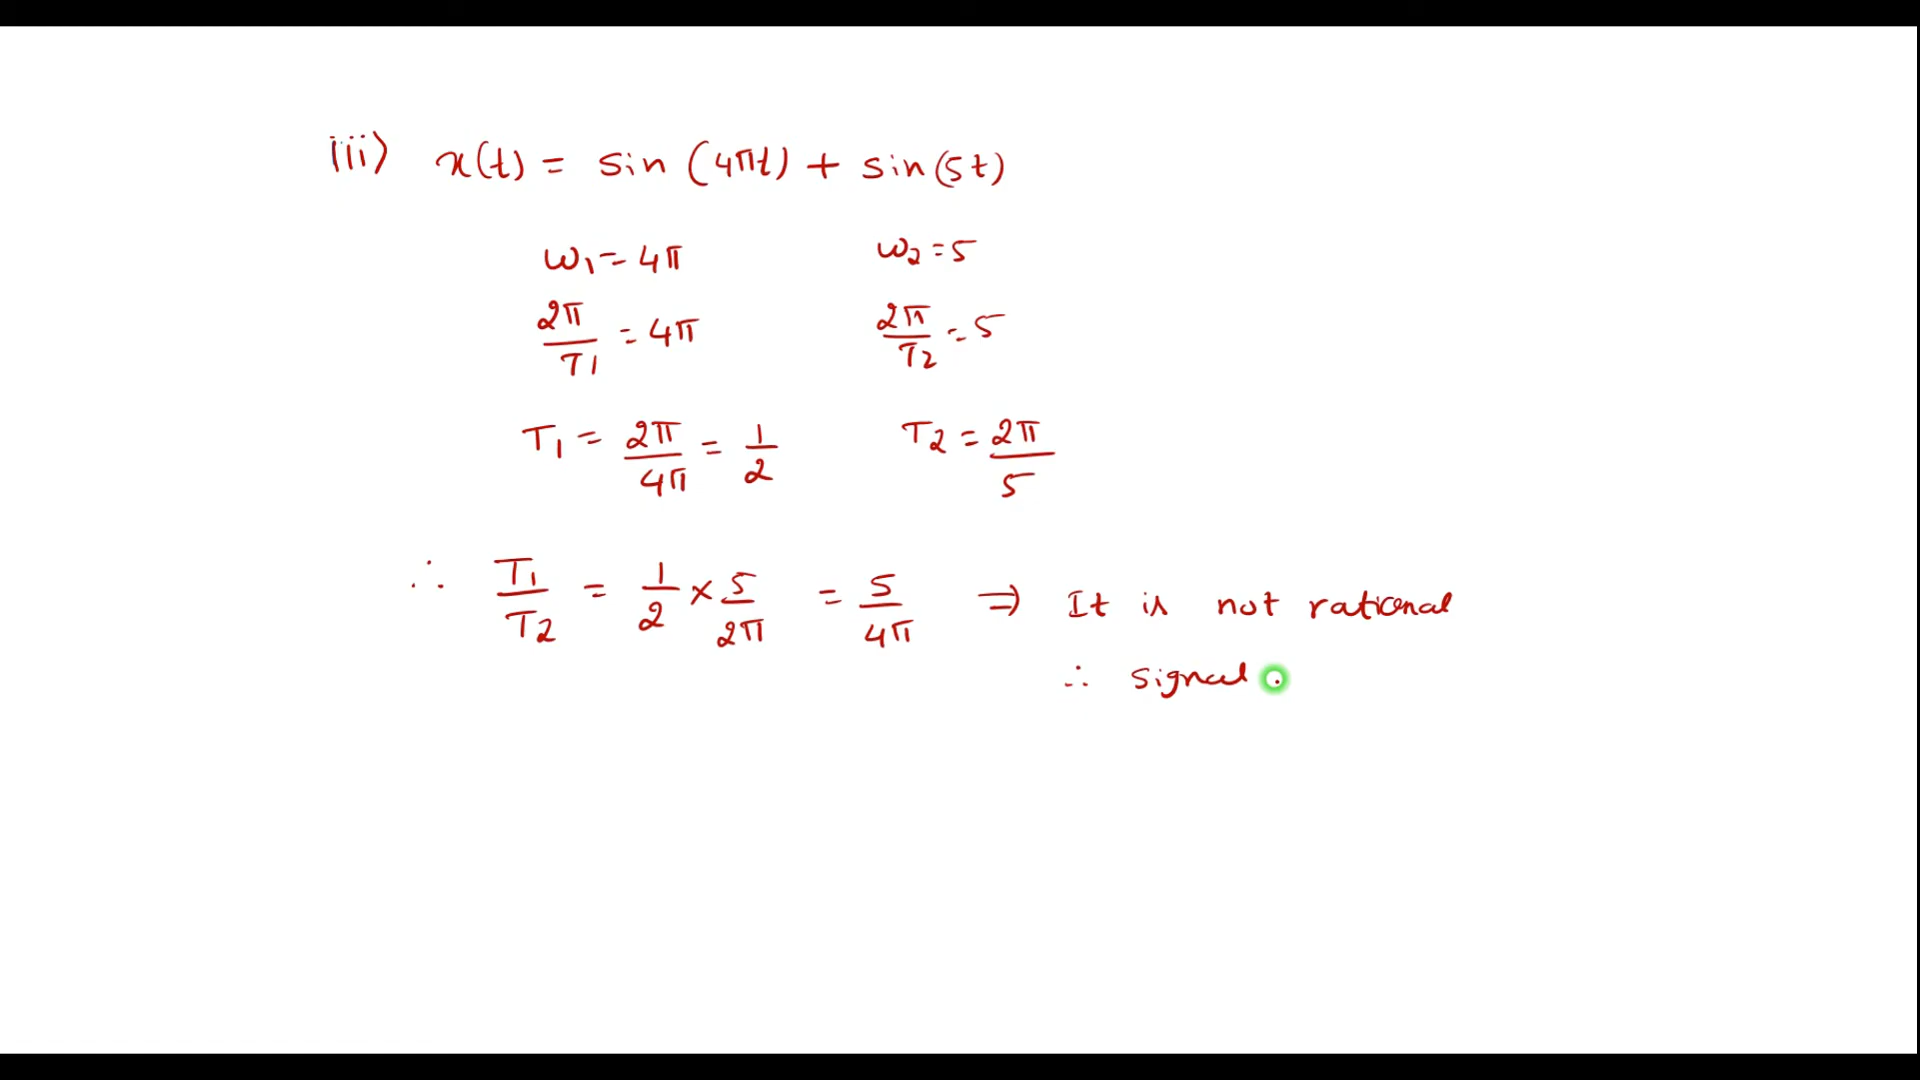 iii) x(t) = sin (4πt) + sin(5t)
ω1 = 4π ω2 = 5
2π/T1 = 4π 2π/T2 = 5
T1 = 2π/4π = 1/2 T2 = 2π/5
∴ T1/T2 = 1/2 × 5/2π = 5/4π ⇒ It is not rational
∴ signal